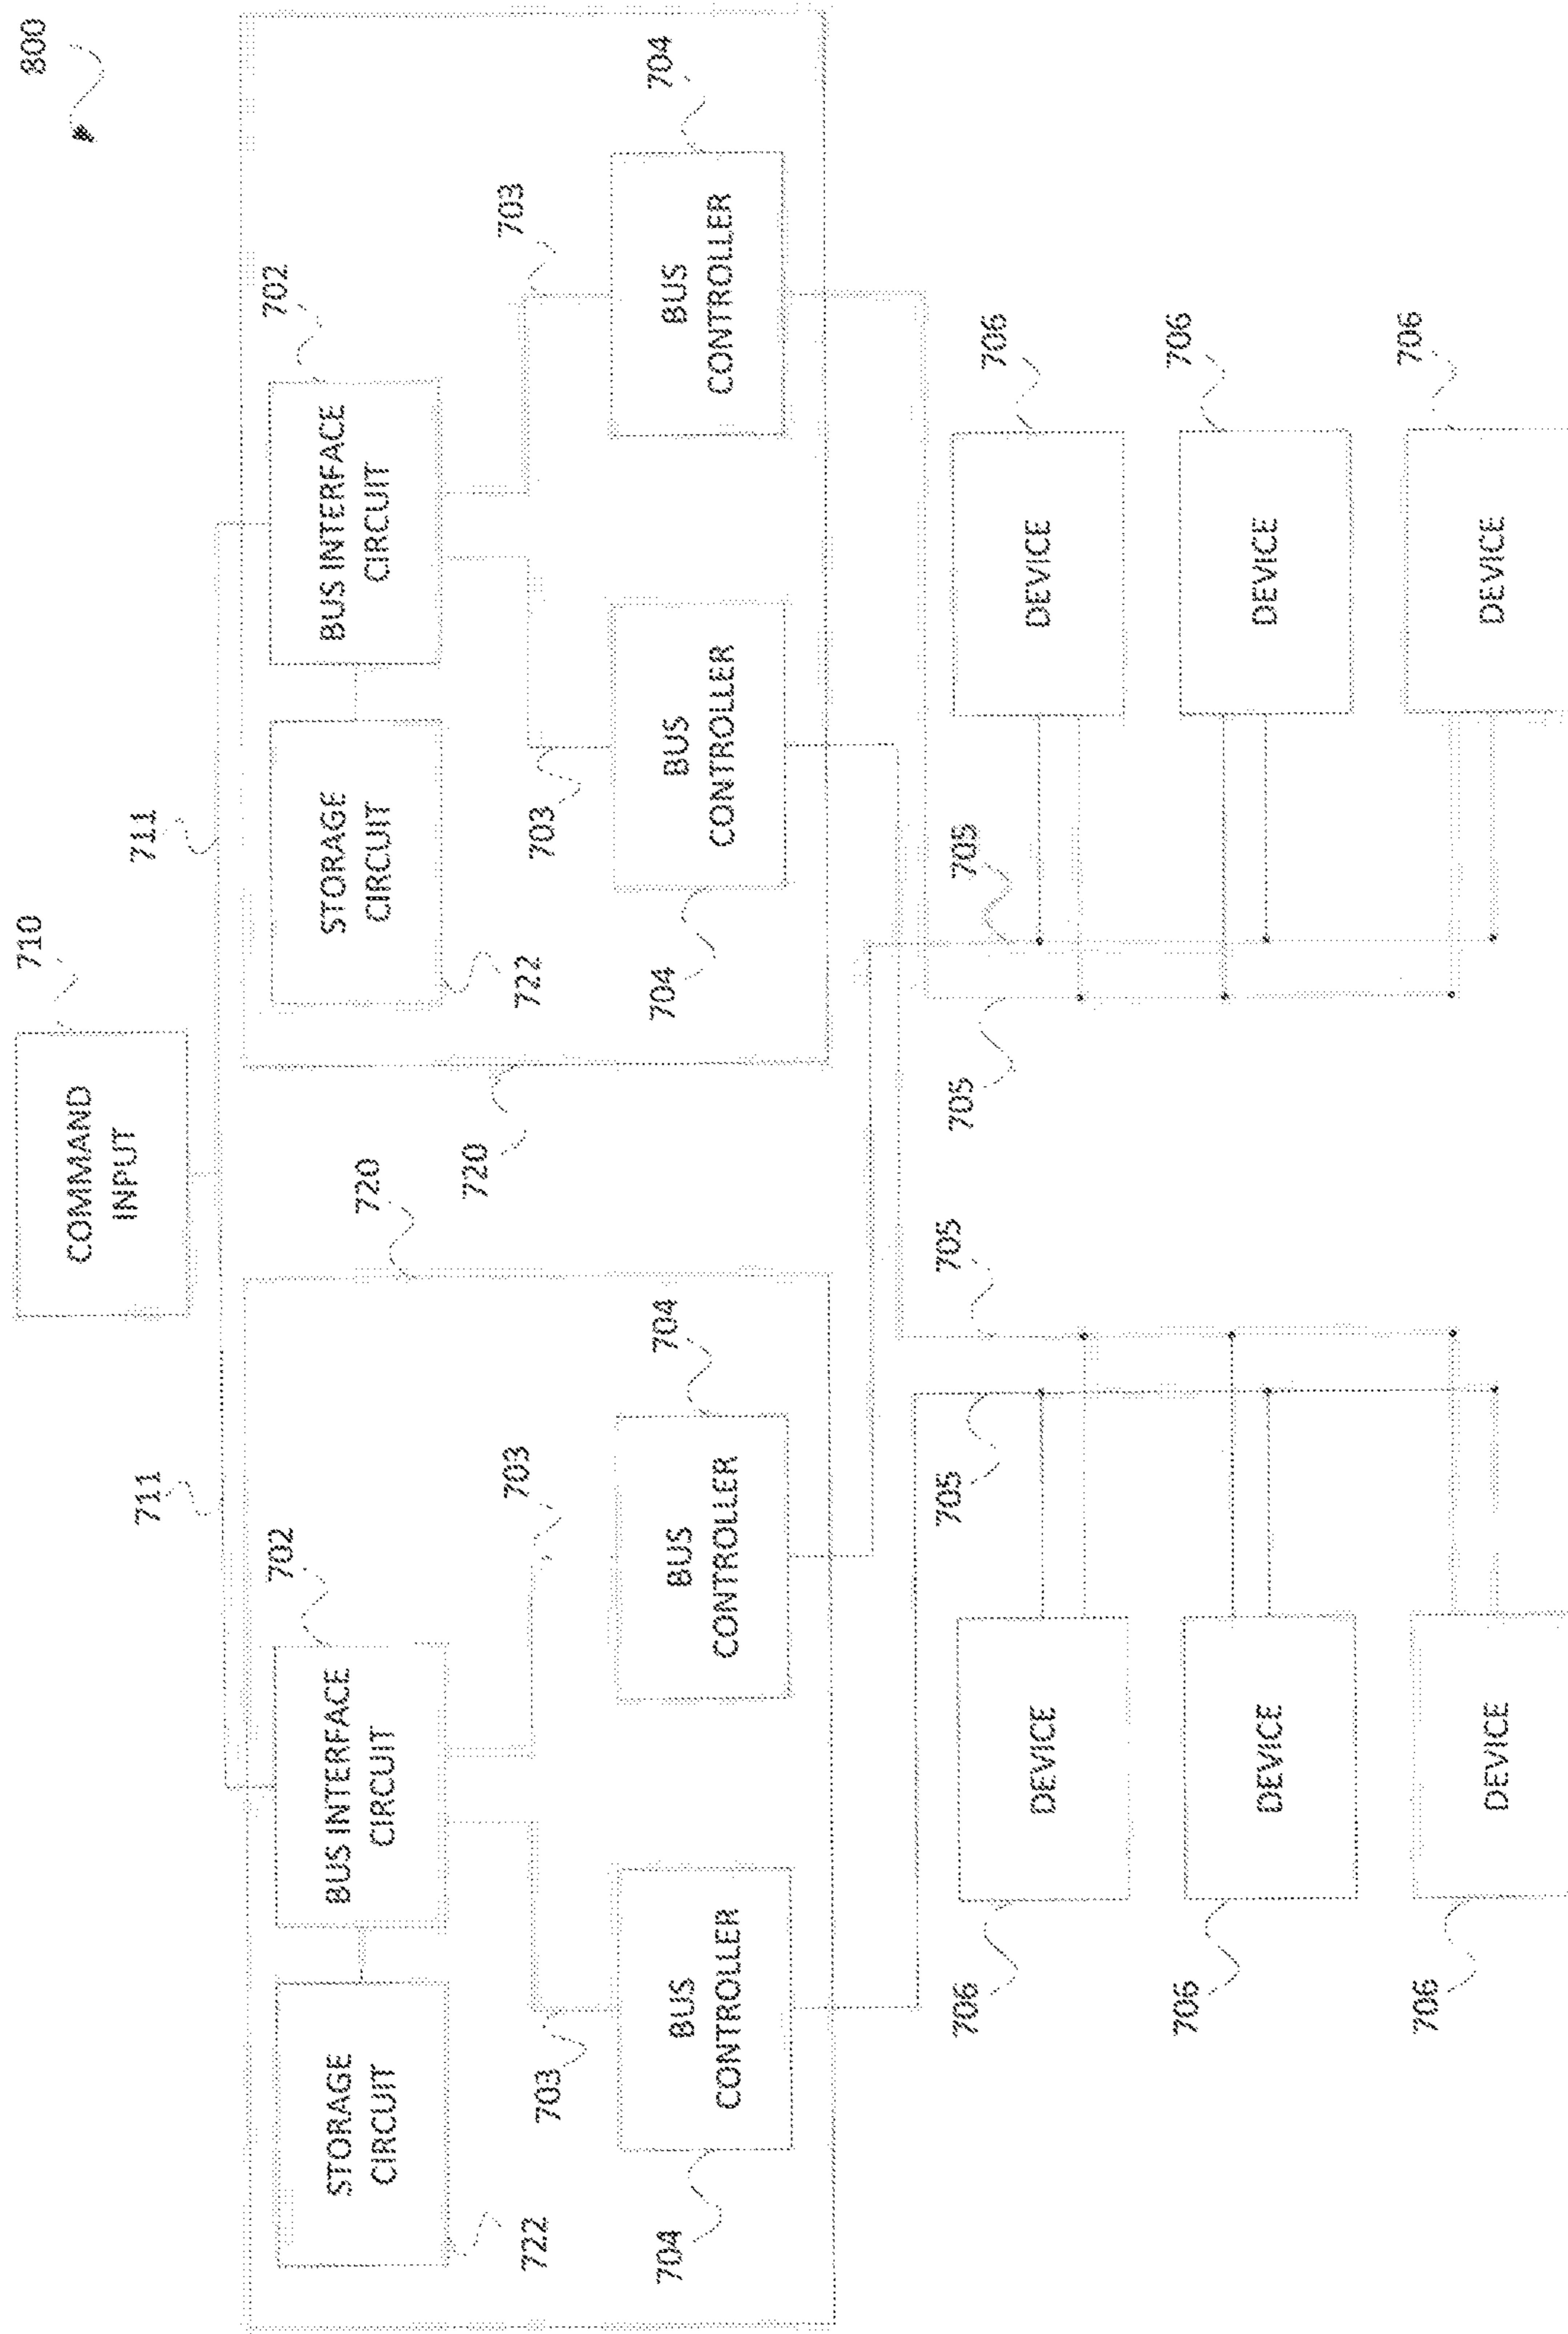 800
710
COMMAND
INPUT
711
711
720
720
702
702
STORAGE
CIRCUIT
BUS INTERFACE
CIRCUIT
STORAGE
CIRCUIT
BUS INTERFACE
CIRCUIT
722
703
703
722
703
703
704
BUS
CONTROLLER
704
BUS
CONTROLLER
704
BUS
CONTROLLER
704
BUS
CONTROLLER
705
705
705
705
706
DEVICE
DEVICE
706
706
DEVICE
DEVICE
706
706
DEVICE
DEVICE
706